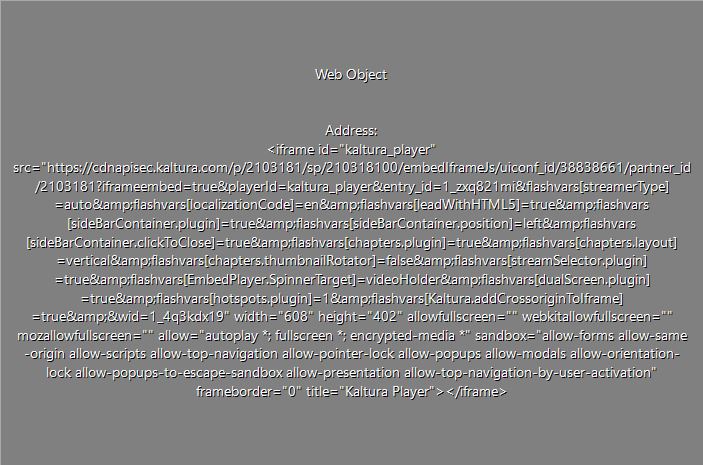 Web Object
Address:
<iframe id="kaltura_player"
src="https://cdnapisec.kaltura.com/p/2103181/sp/210318100/embedIframeJs/uiconf_id/38838661/partner_id
/2103181?iframeembed=true&playerId=kaltura_player&entry_id=1_zxq821mi&flashvars[streamerType]
=auto&amp;flashvars[localizationCode]=en&amp;flashvars[leadWithHTML5]=true&amp;flashvars
[sideBarContainer.plugin]=true&amp;flashvars[sideBarContainer.position]=left&amp;flashvars
[sideBarContainer.clickToClose]=true&amp;flashvars[chapters.plugin]=true&amp;flashvars[chapters.layout]
=vertical&amp;flashvars[chapters.thumbnailRotator]=false&amp;flashvars[streamSelector.plugin]
=true&amp;flashvars[EmbedPlayer.SpinnerTarget]=videoHolder&amp;flashvars[dualScreen.plugin]
=true&amp;flashvars[hotspots.plugin]=1&amp;flashvars[Kaltura.addCrossoriginToIframe]
=true&amp;&wid=1_4q3kdx19" width="608" height="402" allowfullscreen="" webkitallowfullscreen=""
mozallowfullscreen="" allow="autoplay *; fullscreen *; encrypted-media *" sandbox="allow-forms allow-same
-origin allow-scripts allow-top-navigation allow-pointer-lock allow-popups allow-modals allow-orientation-
lock allow-popups-to-escape-sandbox allow-presentation allow-top-navigation-by-user-activation"
frameborder="0" title="Kaltura Player"></iframe>